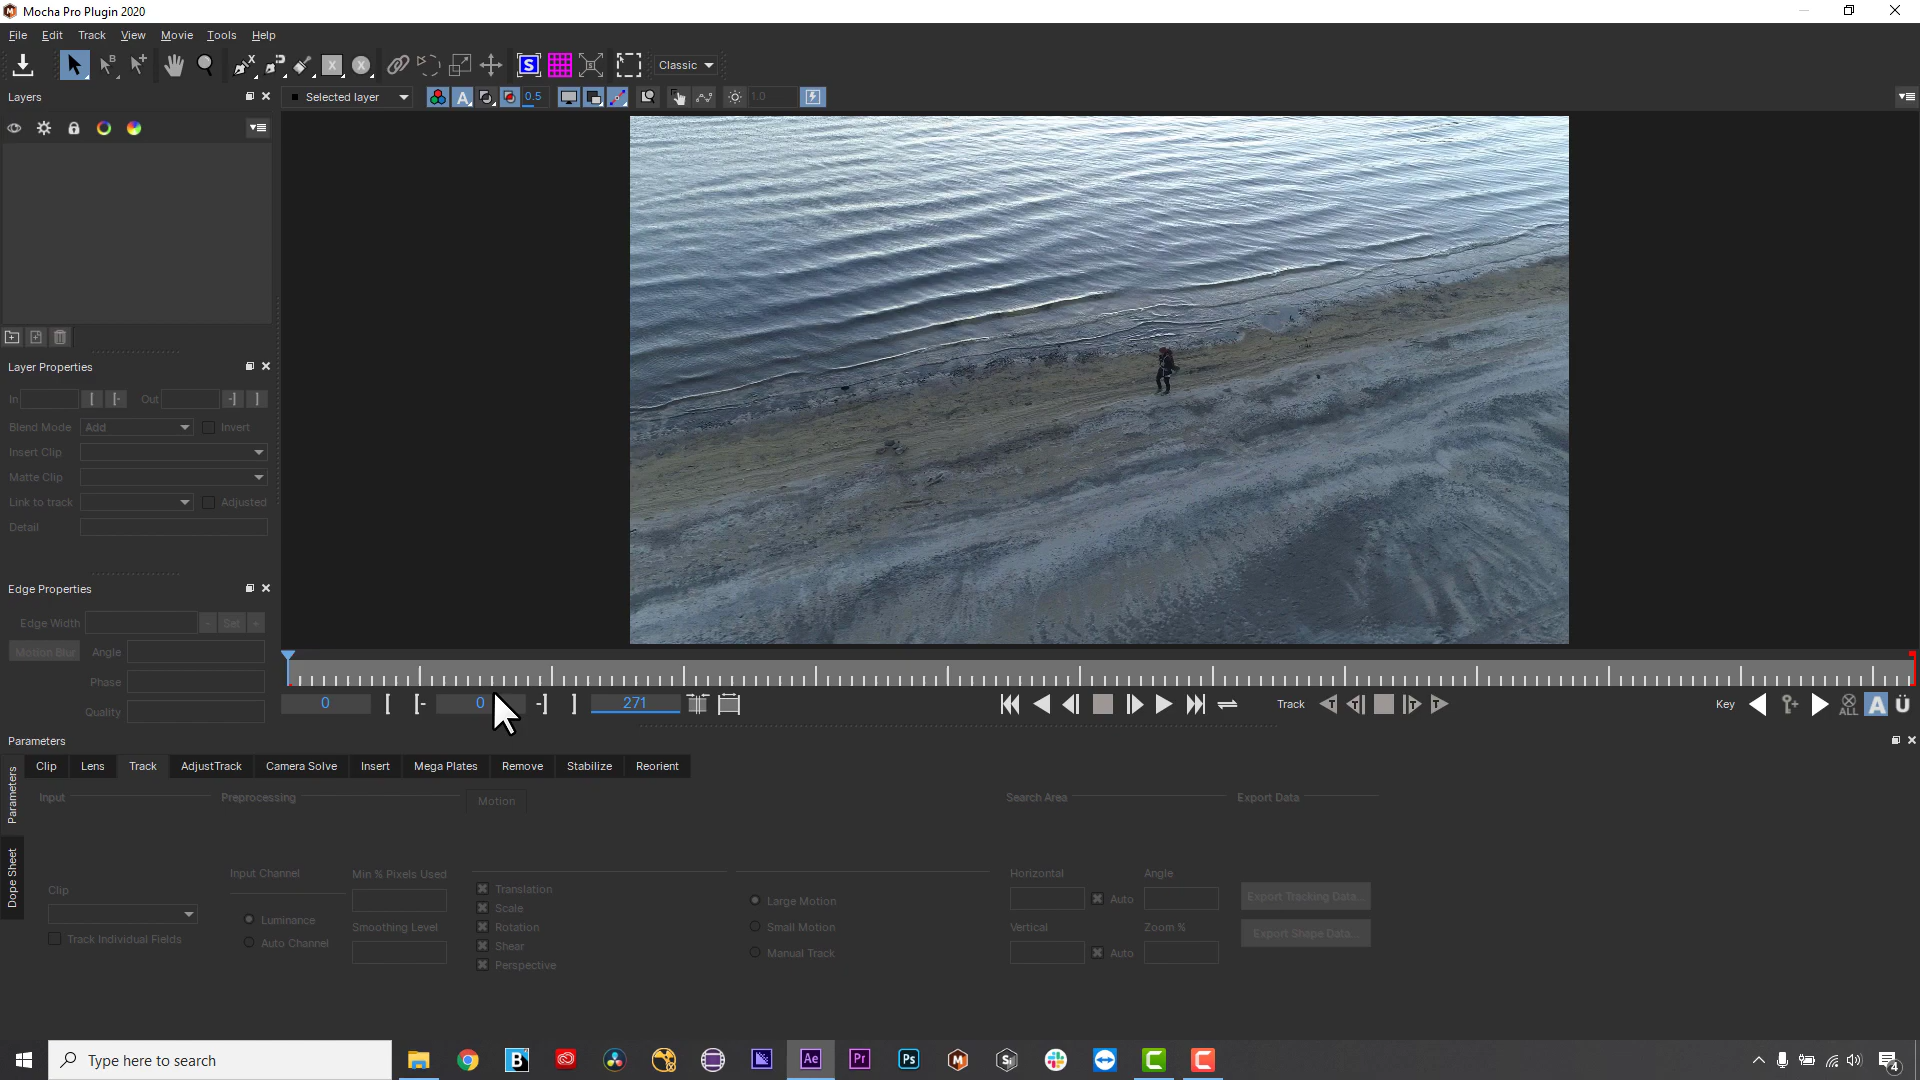 Mocha Pro Plugin 2020
File Edit Track View Movie Tools Help
Classic
Layers
Selected layer
0.5
1.0
Layer Properties
In
Out
Blend Mode
Add
Invert
Insert Clip
Matte Clip
Link to track
Adjusted
Detail
Edge Properties
Edge Width
Set
Motion Blur
Angle
Phase
Quality
0
0
271
Track
Key
ALL
Parameters
Parameters
Dope Sheet
Clip Lens Track AdjustTrack Camera Solve Insert Mega Plates Remove Stabilize Reorient
Input
Preprocessing
Motion
Search Area
Export Data
Clip
Track Individual Fields
Input Channel
Luminance
Auto Channel
Min % Pixels Used
Smoothing Level
Translation
Scale
Rotation
Shear
Perspective
Large Motion
Small Motion
Manual Track
Horizontal
Auto
Angle
Vertical
Auto
Zoom %
Export Tracking Data...
Export Shape Data...
Type here to search
Ae
Pr
Ps
4